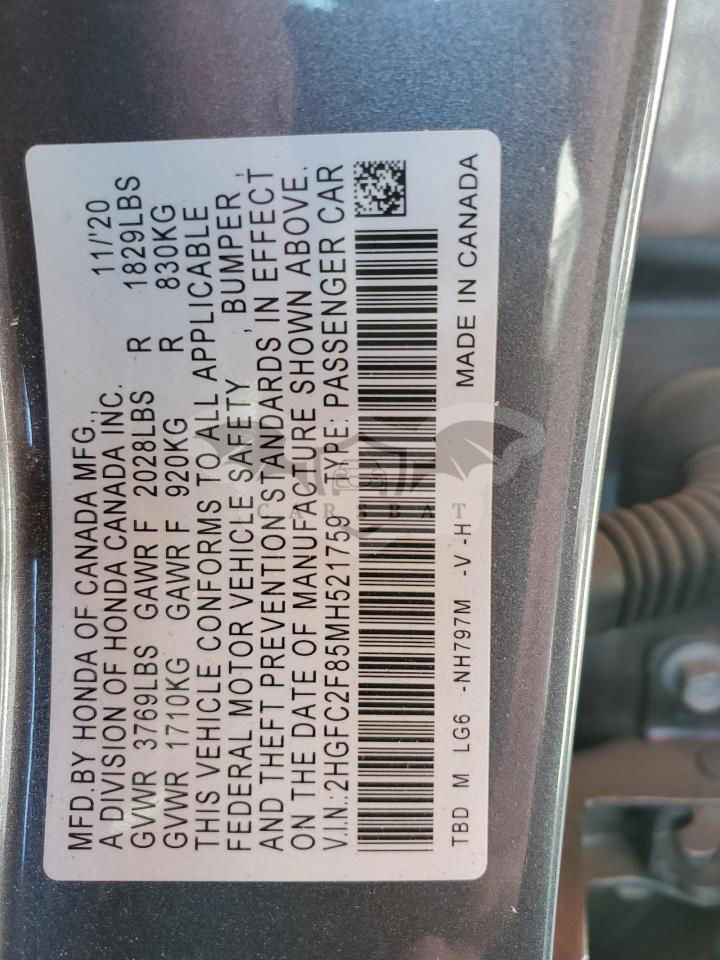 MFD.BY HONDA OF CANADA MFG., 11/'20
A DIVISION OF HONDA CANADA INC.
GVWR 3769LBS GAWR F 2028LBS R 1829LBS
GVWR 1710KG GAWR F 920KG R 830KG
THIS VEHICLE CONFORMS TO ALL APPLICABLE
FEDERAL MOTOR VEHICLE SAFETY , BUMPER ,
AND THEFT PREVENTION STANDARDS IN EFFECT
ON THE DATE OF MANUFACTURE SHOWN ABOVE.
V.I.N.:2HGFC2F85MH521759 TYPE: PASSENGER CAR
TBD M LG6 -NH797M -V -H MADE IN CANADA
CARSBAT